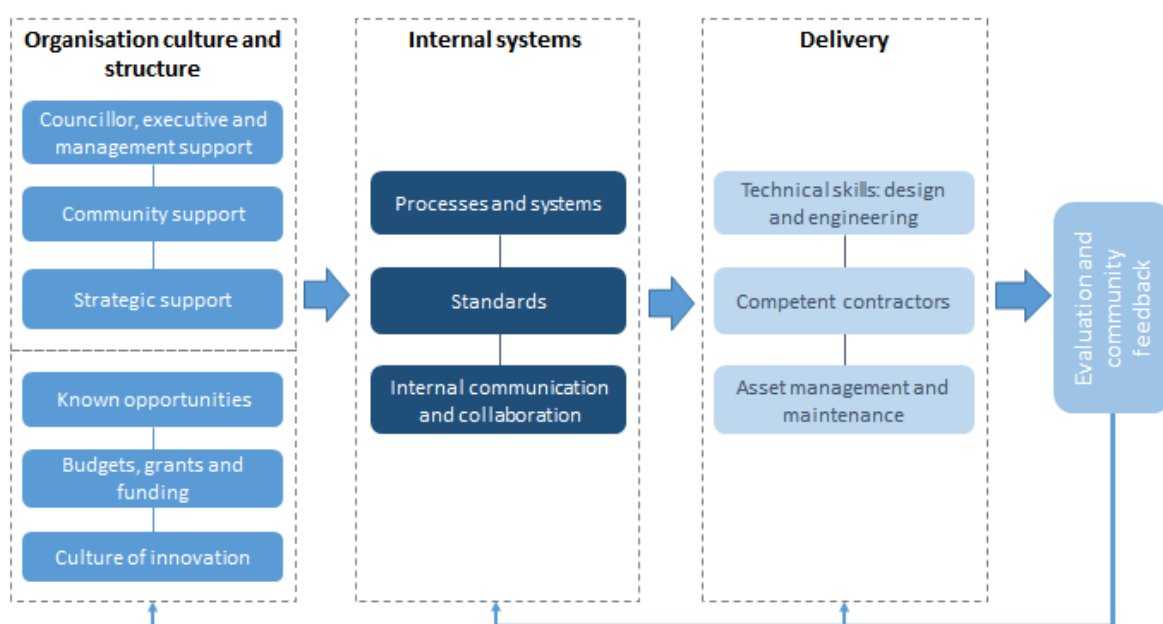 Organisation culture and
structure
Councillor, executive and
management support
Community support
Strategic support
Known opportunities
Budgets, grants and
funding
Culture of innovation
Internal systems
Processes and systems
Standards
Internal communication
and collaboration
Delivery
Technical skills: design
and engineering
Competent contractors
Asset management and
maintenance
Evaluation and
community
feedback